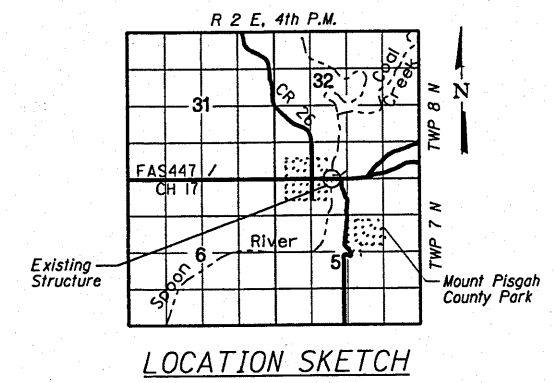 R 2 E, 4th P.M.
32
Coal
Creek
31
CR 26
TWP 8 N
N
FAS447 /
CH 17
TWP 7 N
River
6
5
Spoon
Existing
Structure
Mount Pisgah
County Park
LOCATION SKETCH